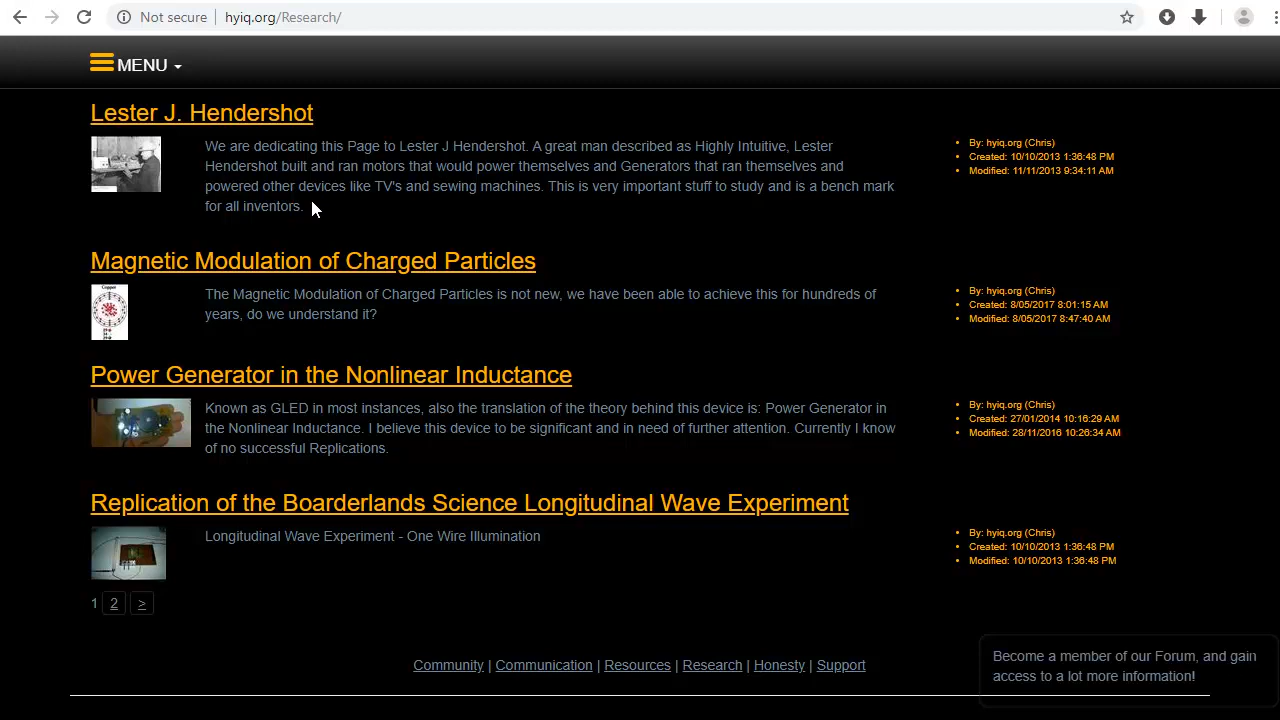 Not secure hyiq.org/Research/
MENU
Lester J. Hendershot
We are dedicating this Page to Lester J Hendershot. A great man described as Highly Intuitive, Lester
Hendershot built and ran motors that would power themselves and Generators that ran themselves and
powered other devices like TV's and sewing machines. This is very important stuff to study and is a bench mark
for all inventors.
• By: hyiq.org (Chris)
• Created: 10/10/2013 1:36:48 PM
• Modified: 11/11/2013 9:34:11 AM
Magnetic Modulation of Charged Particles
Copper
The Magnetic Modulation of Charged Particles is not new, we have been able to achieve this for hundreds of
years, do we understand it?
• By: hyiq.org (Chris)
• Created: 8/05/2017 8:01:15 AM
• Modified: 8/05/2017 8:47:40 AM
Power Generator in the Nonlinear Inductance
Known as GLED in most instances, also the translation of the theory behind this device is: Power Generator in
the Nonlinear Inductance. I believe this device to be significant and in need of further attention. Currently I know
of no successful Replications.
• By: hyiq.org (Chris)
• Created: 27/01/2014 10:16:29 AM
• Modified: 28/11/2016 10:26:34 AM
Replication of the Boarderlands Science Longitudinal Wave Experiment
Longitudinal Wave Experiment - One Wire Illumination
• By: hyiq.org (Chris)
• Created: 10/10/2013 1:36:48 PM
• Modified: 10/10/2013 1:36:48 PM
1 2 >
Community | Communication | Resources | Research | Honesty | Support
Become a member of our Forum, and gain
access to a lot more information!